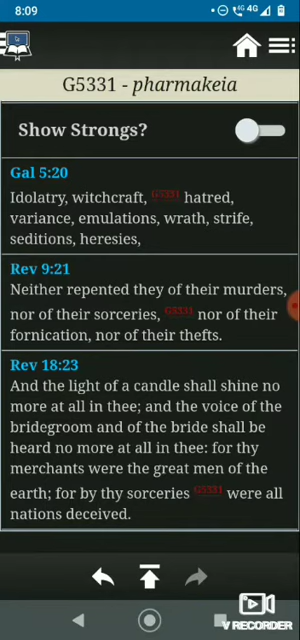 8:09
4G 4G
G5331 - pharmakeia
Show Strongs?
Gal 5:20
Idolatry, witchcraft, G5331 hatred,
variance, emulations, wrath, strife,
seditions, heresies,
Rev 9:21
Neither repented they of their murders,
nor of their sorceries, G5331 nor of their
fornication, nor of their thefts.
Rev 18:23
And the light of a candle shall shine no
more at all in thee; and the voice of the
bridegroom and of the bride shall be
heard no more at all in thee: for thy
merchants were the great men of the
earth; for by thy sorceries G5331 were all
nations deceived.
V RECORDER